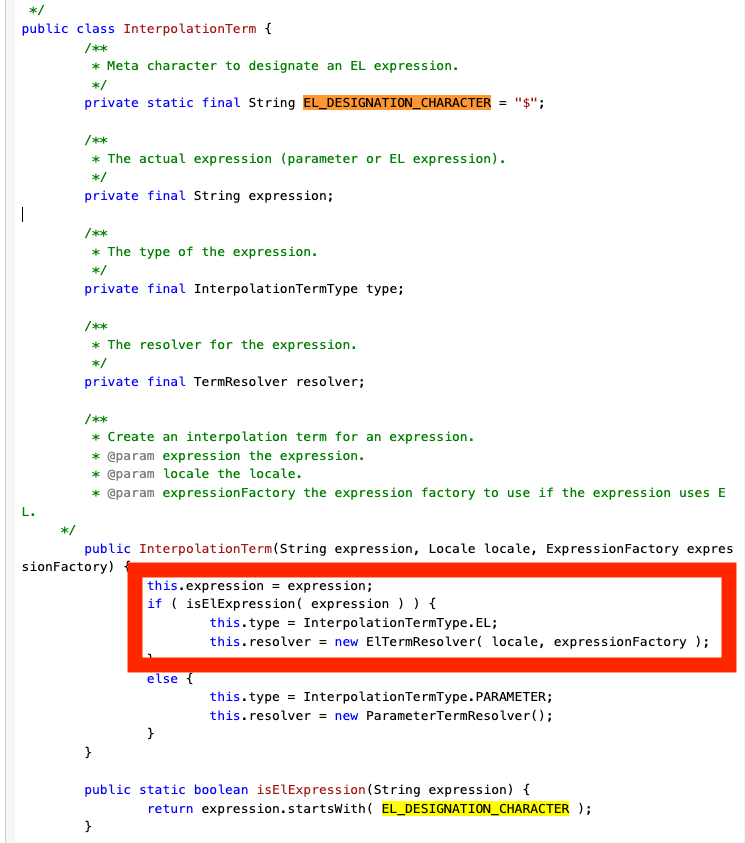 */
public class InterpolationTerm {
/**
* Meta character to designate an EL expression.
*/
private static final String EL_DESIGNATION_CHARACTER = "$";
/**
* The actual expression (parameter or EL expression).
*/
private final String expression;
/**
* The type of the expression.
*/
private final InterpolationTermType type;
/**
* The resolver for the expression.
*/
private final TermResolver resolver;
/**
* Create an interpolation term for an expression.
* @param expression the expression.
* @param locale the locale.
* @param expressionFactory the expression factory to use if the expression uses E
L.
*/
public InterpolationTerm(String expression, Locale locale, ExpressionFactory expres
sionFactory) {
this.expression = expression;
if ( isElExpression( expression ) ) {
this.type = InterpolationTermType.EL;
this.resolver = new ElTermResolver( locale, expressionFactory );
}
else {
this.type = InterpolationTermType.PARAMETER;
this.resolver = new ParameterTermResolver();
}
}
public static boolean isElExpression(String expression) {
return expression.startsWith( EL_DESIGNATION_CHARACTER );
}